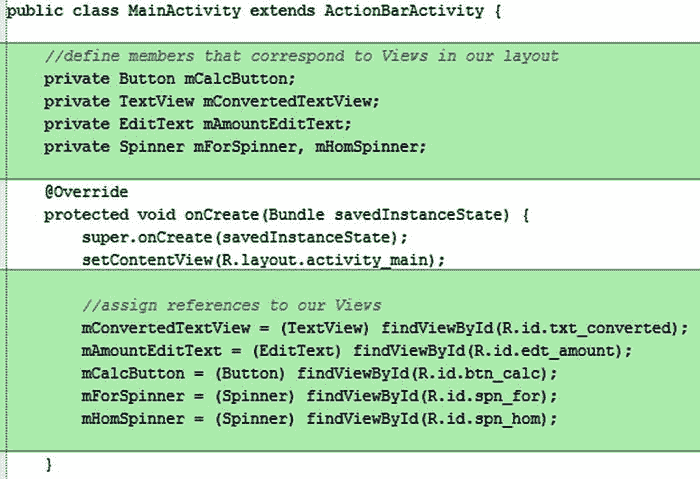 public class MainActivity extends ActionBarActivity {
//define members that correspond to Views in our layout
private Button mCalcButton;
private TextView mConvertedTextView;
private EditText mAmountEditText;
private Spinner mForSpinner, mHomSpinner;
@Override
protected void onCreate(Bundle savedInstanceState) {
super.onCreate(savedInstanceState);
setContentView(R.layout.activity_main);
//assign references to our Views
mConvertedTextView = (TextView) findViewById(R.id.txt_converted);
mAmountEditText = (EditText) findViewById(R.id.edt_amount);
mCalcButton = (Button) findViewById(R.id.btn_calc);
mForSpinner = (Spinner) findViewById(R.id.spn_for);
mHomSpinner = (Spinner) findViewById(R.id.spn_hom);
}